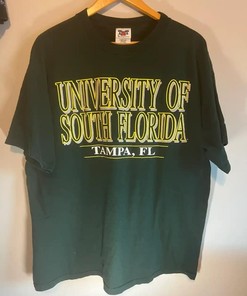 UNIVERSITY OF
SOUTH FLORIDA
TAMPA, FL